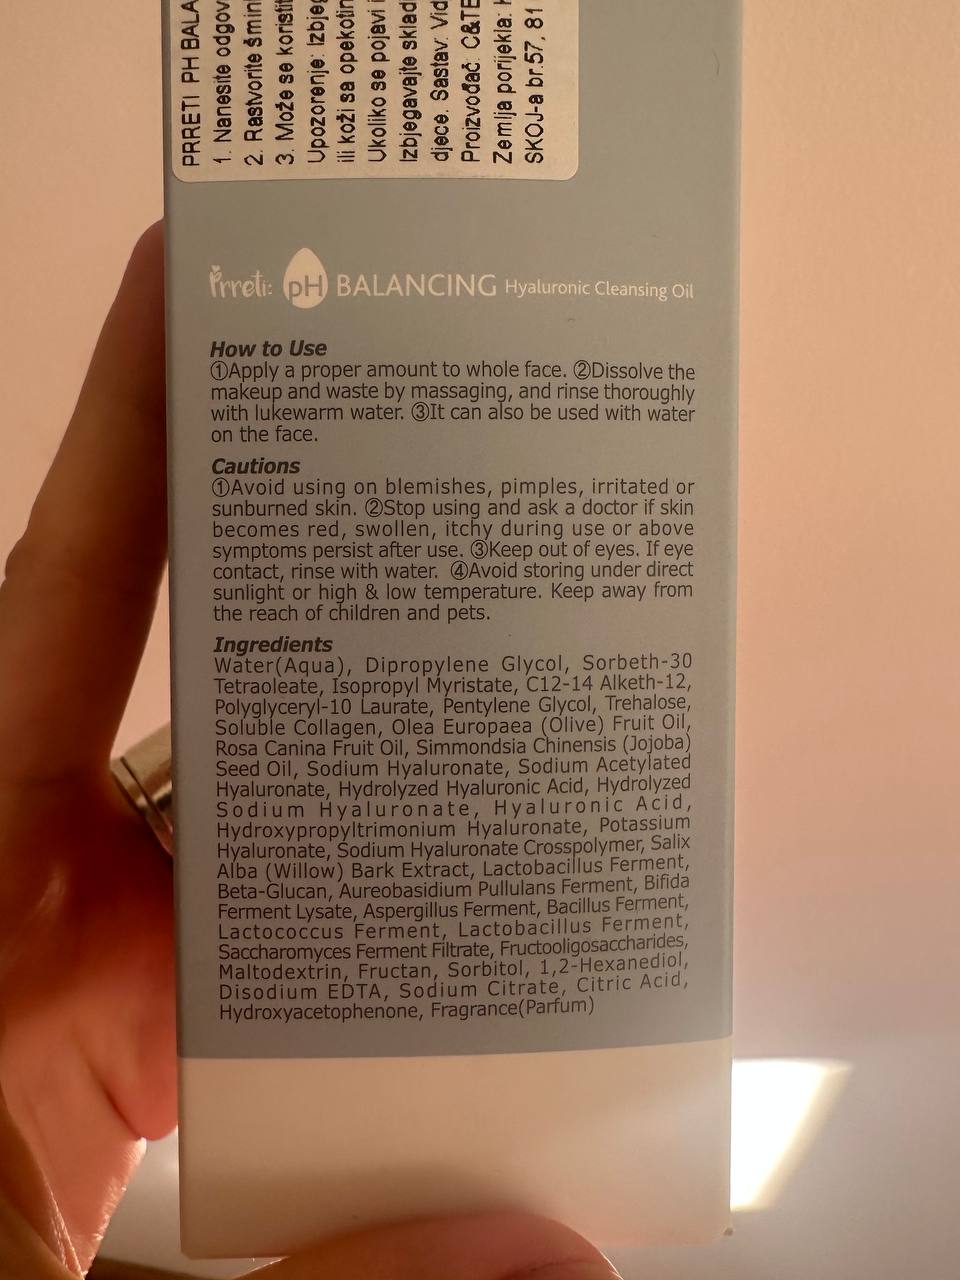 PRRETI PH BALA
1. Nanesite
2. Rastvorite
3. Može se
Upozorenje:
ili koži sa
Ukoliko se pojavi
Izbjegavajte
djece. Sastav:
Proizvođač: C&TE
Zemlja porijekla:
SKOJ-a br.57, 81
Prreti: pH BALANCING Hyaluronic Cleansing Oil
How to Use
①Apply a proper amount to whole face. ②Dissolve the
makeup and waste by massaging, and rinse thoroughly
with lukewarm water. ③It can also be used with water
on the face.
Cautions
①Avoid using on blemishes, pimples, irritated or
sunburned skin. ②Stop using and ask a doctor if skin
becomes red, swollen, itchy during use or above
symptoms persist after use. ③Keep out of eyes. If eye
contact, rinse with water. ④Avoid storing under direct
sunlight or high & low temperature. Keep away from
the reach of children and pets.
Ingredients
Water(Aqua), Dipropylene Glycol, Sorbeth-30
Tetraoleate, Isopropyl Myristate, C12-14 Alketh-12,
Polyglyceryl-10 Laurate, Pentylene Glycol, Trehalose,
Soluble Collagen, Olea Europaea (Olive) Fruit Oil,
Rosa Canina Fruit Oil, Simmondsia Chinensis (Jojoba)
Seed Oil, Sodium Hyaluronate, Sodium Acetylated
Hyaluronate, Hydrolyzed Hyaluronic Acid, Hydrolyzed
Sodium Hyaluronate, Hyaluronic Acid,
Hydroxypropyltrimonium Hyaluronate, Potassium
Hyaluronate, Sodium Hyaluronate Crosspolymer, Salix
Alba (Willow) Bark Extract, Lactobacillus Ferment,
Beta-Glucan, Aureobasidium Pullulans Ferment, Bifida
Ferment Lysate, Aspergillus Ferment, Bacillus Ferment,
Lactococcus Ferment, Lactobacillus Ferment,
Saccharomyces Ferment Filtrate, Fructooligosaccharides,
Maltodextrin, Fructan, Sorbitol, 1,2-Hexanediol,
Disodium EDTA, Sodium Citrate, Citric Acid,
Hydroxyacetophenone, Fragrance(Parfum)